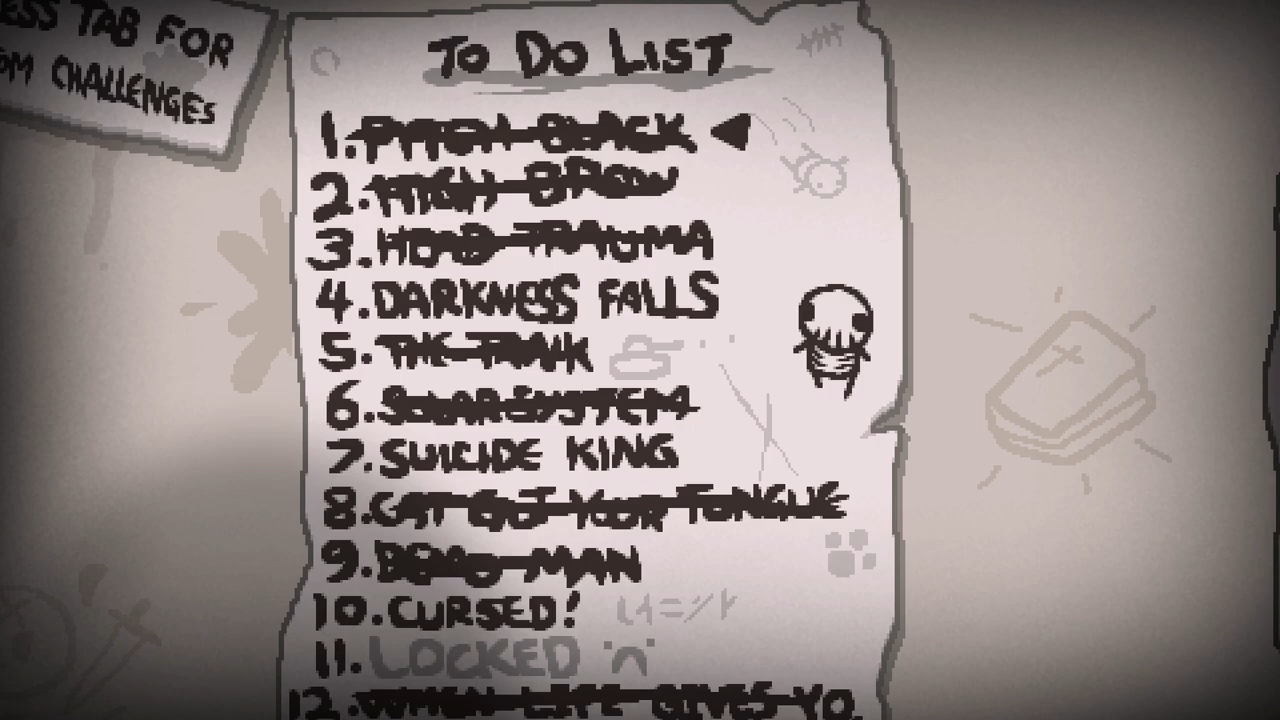 ESS TAB FOR
OM CHALLENGES
TO DO LIST
1. PITCH BLACK
2. HIGH BROW
3. HEAD TRAUMA
4. DARKNESS FALLS
5. THE TANK
6. SOLAR SYSTEM
7. SUICIDE KING
8. CAT GOT YOUR TONGUE
9. DEAD MAN
10. CURSED!
11. LOCKED
12. WHEN LIFE GIVES YO